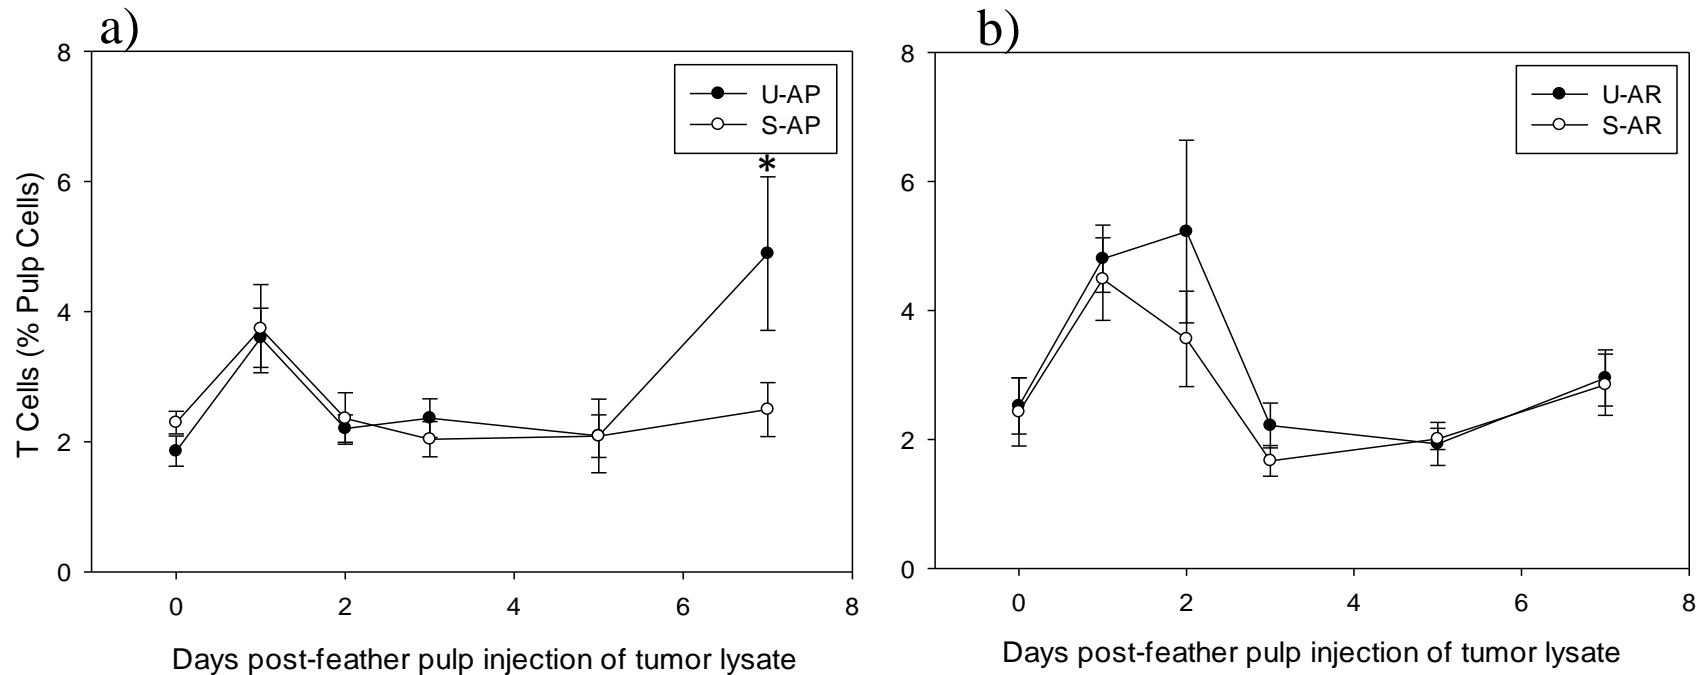 a)
8
6
4
2
0
T Cells (% Pulp Cells)
U-AP
S-AP
*
0 2 4 6 8
Days post-feather pulp injection of tumor lysate
b)
8
6
4
2
0
U-AR
S-AR
0 2 4 6 8
Days post-feather pulp injection of tumor lysate